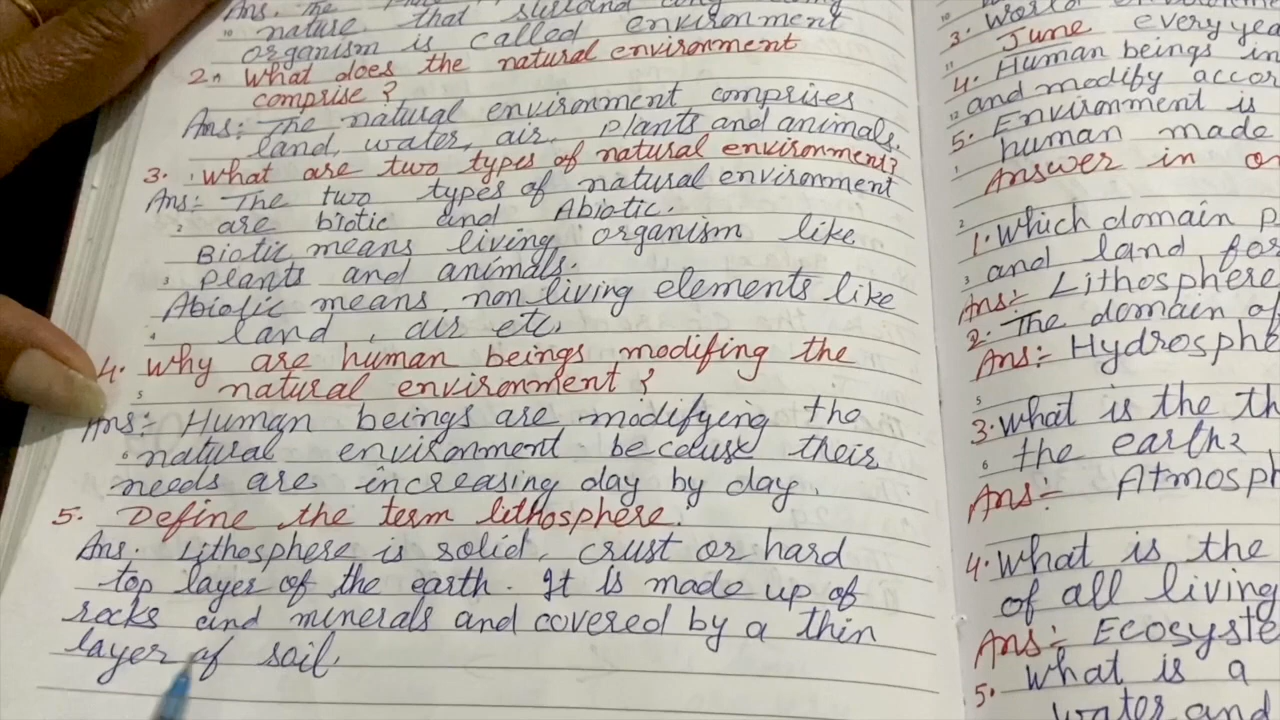 nature that
organism is called environment
2. What does the natural environment
comprise ?
Ans:- The natural environment comprises
land, water, air, plants and animals.
3. What are two types of natural environment?
Ans:- The two types of natural environment
are biotic and Abiotic.
Biotic means living organism like
plants and animals.
Abiotic means non living elements like
land, air etc.
4. Why are human beings modifing the
natural environment ?
Ans:- Human beings are modifying the
natural environment because their
needs are increasing day by day.
5. Define the term lithosphere.
Ans. Lithosphere is solid, crust or hard
top layer of the earth. It is made up of
rocks and minerals and covered by a thin
layer of soil.
3. World
June every yea
4. Human beings in
and modify accor
5. Environment is
human made
Answer in on
1. Which domain p
and land for
Ans:- Lithosphere
2. The domain of
Ans:- Hydrosphe
3. What is the th
the earth?
Ans:- Atmosph
4. What is the
of all living
Ans:- Ecosyste
5. What is a
water and